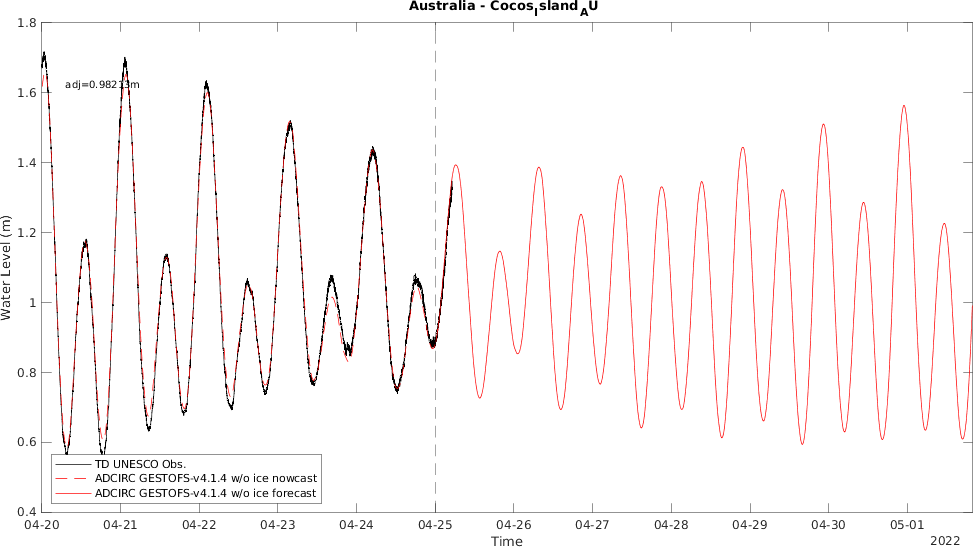 Australia - Cocos_Island_AU
adj=0.98213m
1.8
1.6
1.4
1.2
1
0.8
0.6
0.4
Water Level (m)
TD UNESCO Obs.
ADCIRC GESTOFS-v4.1.4 w/o ice nowcast
ADCIRC GESTOFS-v4.1.4 w/o ice forecast
04-20 04-21 04-22 04-23 04-24 04-25 04-26 04-27 04-28 04-29 04-30 05-01
Time
2022